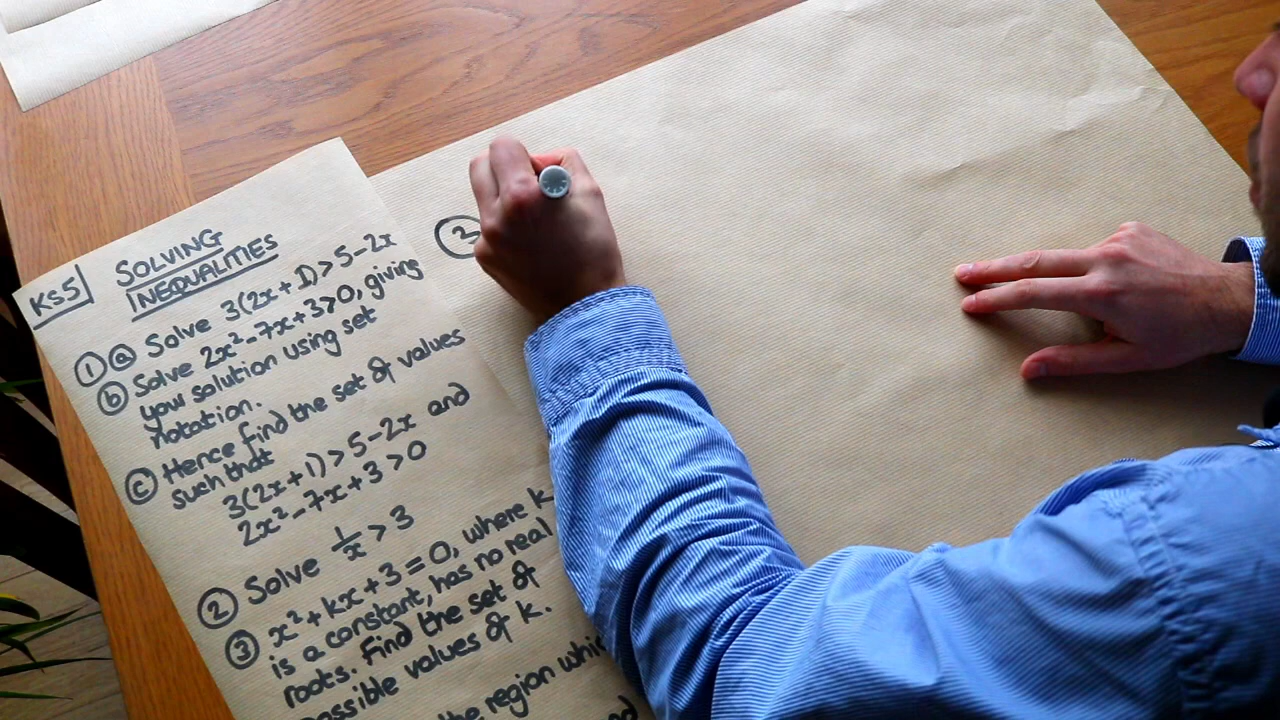 KS5
SOLVING
INEQUALITIES
① ⓐ Solve 3(2x+1)>5-2x
ⓑ Solve 2x²-7x+3>0, giving
your solution using set
notation.
ⓒ Hence find the set of values
such that
3(2x+1)>5-2x and
2x²-7x+3>0
② Solve 1/x > 3
③ x²+kx+3=0, where k
is a constant, has no real
roots. Find the set of
possible values of k.
the region